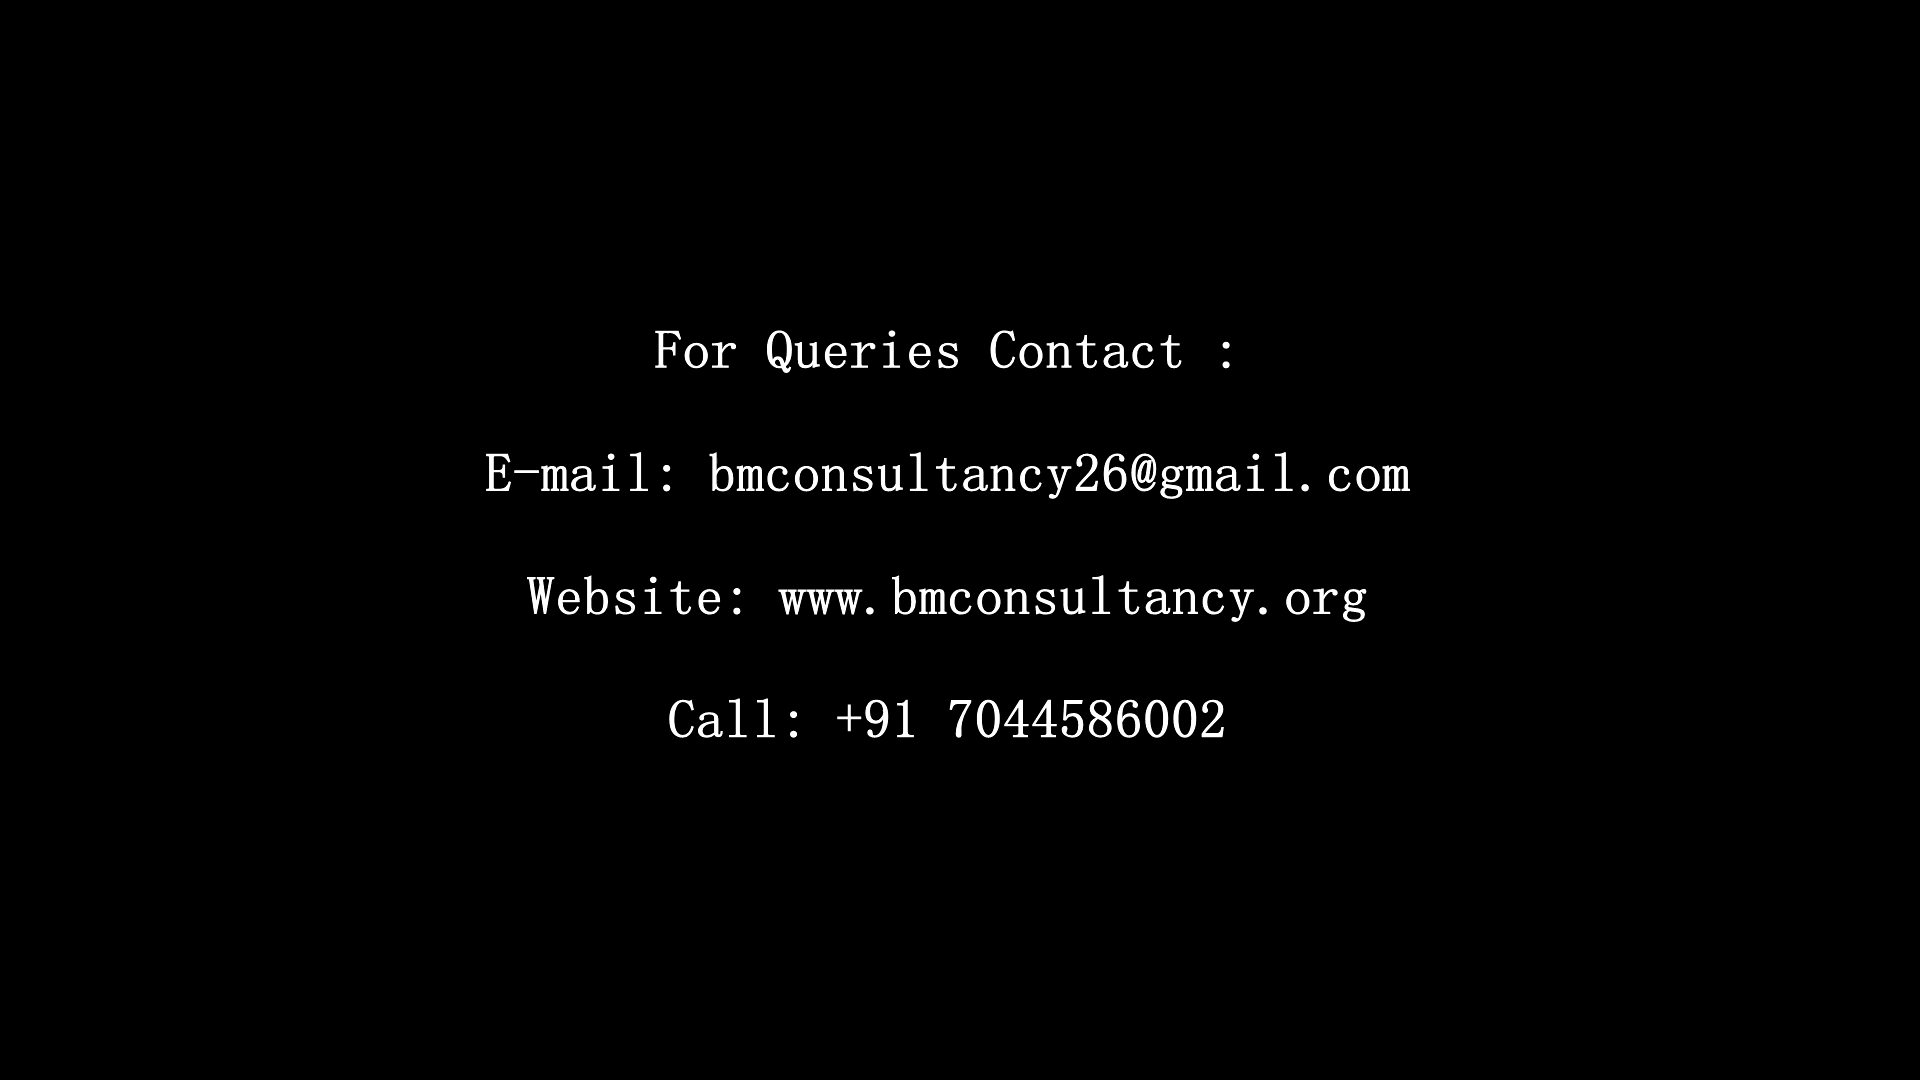 For Queries Contact :
E-mail: bmconsultancy26@gmail.com
Website: www.bmconsultancy.org
Call: +91 7044586002